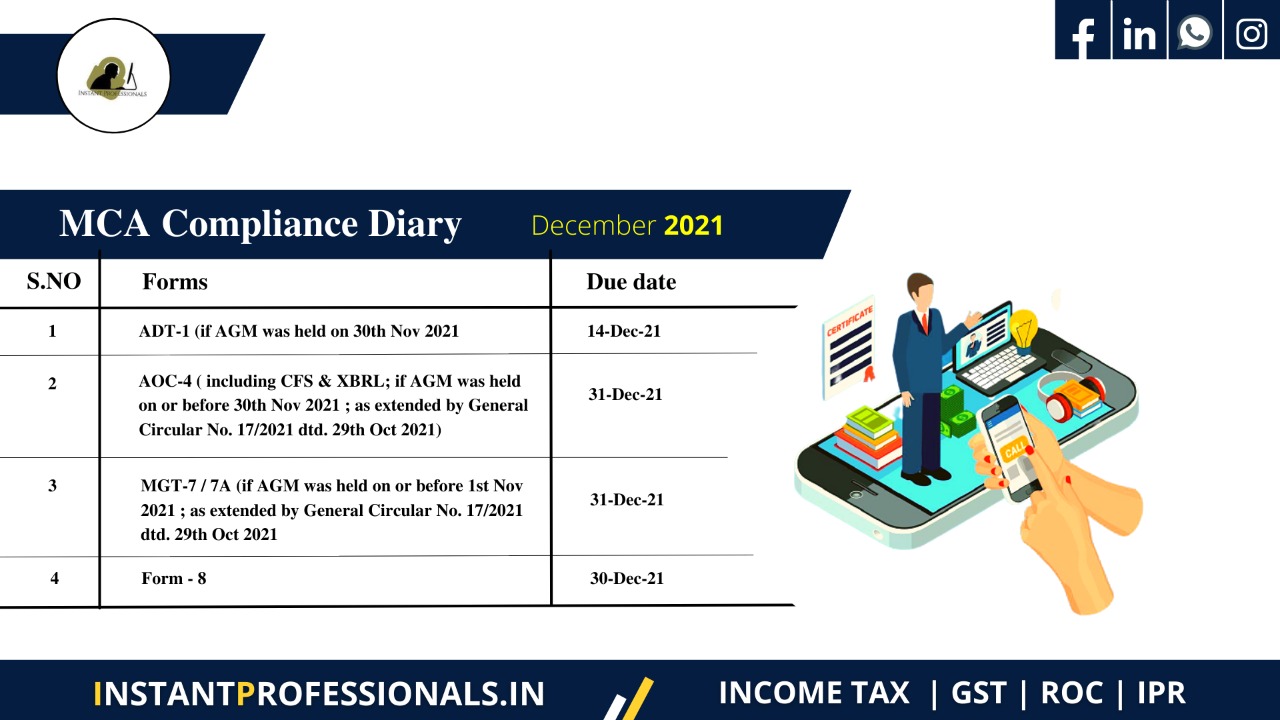 INSTANT PROFESSIONALS
MCA Compliance Diary
December 2021
S.NO Forms Due date
1 ADT-1 (if AGM was held on 30th Nov 2021 14-Dec-21
2 AOC-4 ( including CFS & XBRL; if AGM was held
on or before 30th Nov 2021 ; as extended by General
Circular No. 17/2021 dtd. 29th Oct 2021)
31-Dec-21
3 MGT-7 / 7A (if AGM was held on or before 1st Nov
2021 ; as extended by General Circular No. 17/2021
dtd. 29th Oct 2021
31-Dec-21
4 Form - 8 30-Dec-21
CERTIFICATE
CALL
INSTANTPROFESSIONALS.IN
INCOME TAX | GST | ROC | IPR